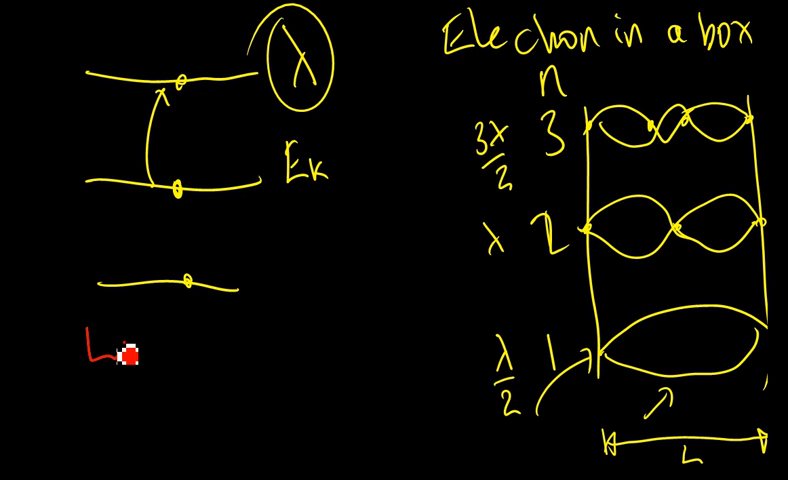 Electron in a box
n
λ
3λ/2 3
Ek
λ 2
λ/2 1
L
L